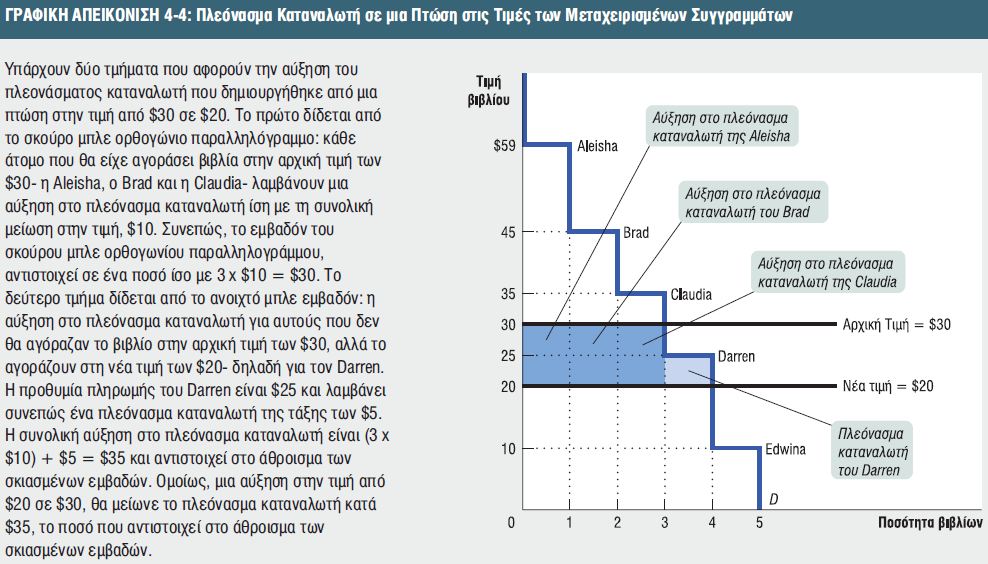 ΓΡΑΦΙΚΗ ΑΠΕΙΚΟΝΙΣΗ 4-4: Πλεόνασμα Καταναλωτή σε μια Πτώση στις Τιμές των Μεταχειρισμένων Συγγραμμάτων
Υπάρχουν δύο τμήματα που αφορούν την αύξηση του
πλεονάσματος καταναλωτή που δημιουργήθηκε από μια
πτώση στην τιμή από $30 σε $20. Το πρώτο δίδεται από
το σκούρο μπλε ορθογώνιο παραλληλόγραμμο: κάθε
άτομο που θα είχε αγοράσει βιβλία στην αρχική τιμή των
$30- η Aleisha, ο Brad και η Claudia- λαμβάνουν μια
αύξηση στο πλεόνασμα καταναλωτή ίση με τη συνολική
μείωση στην τιμή, $10. Συνεπώς, το εμβαδόν του
σκούρου μπλε ορθογωνίου παραλληλογράμμου,
αντιστοιχεί σε ένα ποσό ίσο με 3 x $10 = $30. Το
δεύτερο τμήμα δίδεται από το ανοιχτό μπλε εμβαδόν: η
αύξηση στο πλεόνασμα καταναλωτή για αυτούς που δεν
θα αγόραζαν το βιβλίο στην αρχική τιμή των $30, αλλά το
αγοράζουν στη νέα τιμή των $20- δηλαδή για τον Darren.
Η προθυμία πληρωμής του Darren είναι $25 και λαμβάνει
συνεπώς ένα πλεόνασμα καταναλωτή της τάξης των $5.
Η συνολική αύξηση στο πλεόνασμα καταναλωτή είναι (3 x
$10) + $5 = $35 και αντιστοιχεί στο άθροισμα των
σκιασμένων εμβαδών. Ομοίως, μια αύξηση στην τιμή από
$20 σε $30, θα μείωνε το πλεόνασμα καταναλωτή κατά
$35, το ποσό που αντιστοιχεί στο άθροισμα των
σκιασμένων εμβαδών.
Τιμή
βιβλίου
$59
45
35
30
25
20
10
0
1
2
3
4
5
Ποσότητα βιβλίων
Aleisha
Brad
Claudia
Darren
Edwina
D
Αύξηση στο πλεόνασμα
καταναλωτή της Aleisha
Αύξηση στο πλεόνασμα
καταναλωτή του Brad
Αύξηση στο πλεόνασμα
καταναλωτή της Claudia
Αρχική Τιμή = $30
Νέα τιμή = $20
Πλεόνασμα
καταναλωτή
του Darren